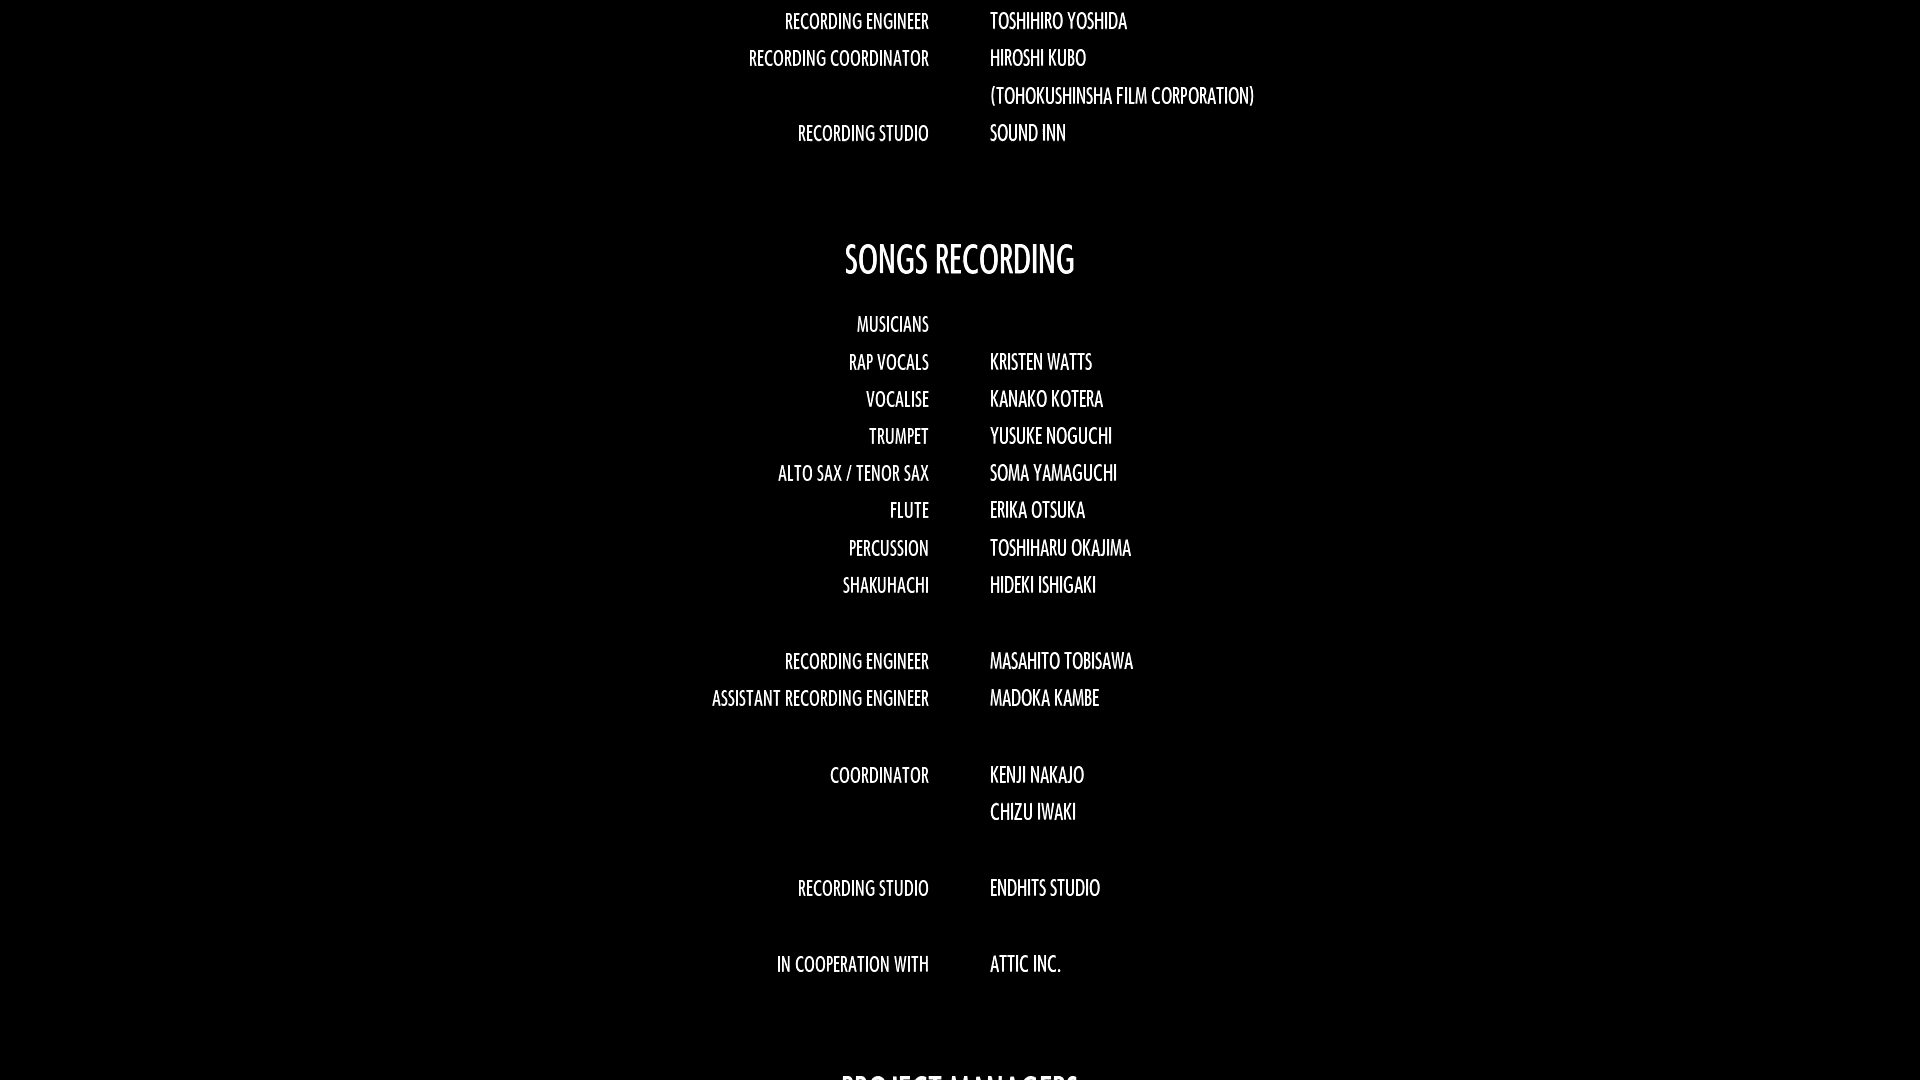 RECORDING ENGINEER TOSHIHIRO YOSHIDA
RECORDING COORDINATOR HIROSHI KUBO
(TOHOKUSHINSHA FILM CORPORATION)
RECORDING STUDIO SOUND INN
SONGS RECORDING
MUSICIANS
RAP VOCALS KRISTEN WATTS
VOCALISE KANAKO KOTERA
TRUMPET YUSUKE NOGUCHI
ALTO SAX / TENOR SAX SOMA YAMAGUCHI
FLUTE ERIKA OTSUKA
PERCUSSION TOSHIHARU OKAJIMA
SHAKUHACHI HIDEKI ISHIGAKI
RECORDING ENGINEER MASAHITO TOBISAWA
ASSISTANT RECORDING ENGINEER MADOKA KAMBE
COORDINATOR KENJI NAKAJO
CHIZU IWAKI
RECORDING STUDIO ENDHITS STUDIO
IN COOPERATION WITH ATTIC INC.
PROJECT MANAGERS